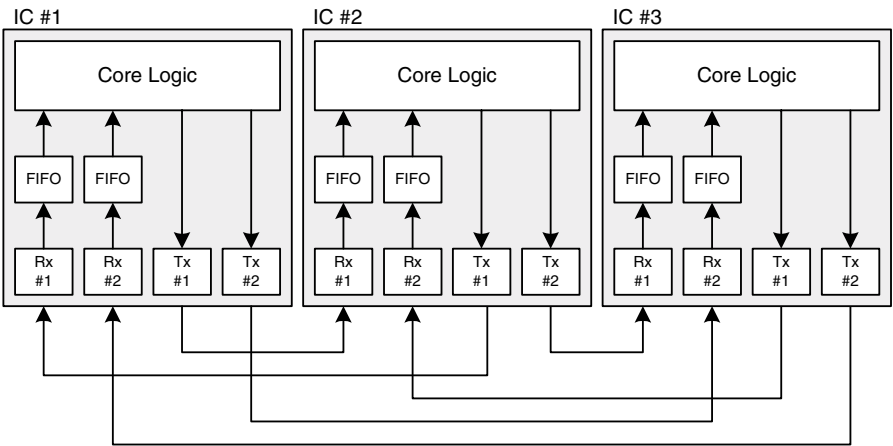 IC #1
IC #2
IC #3
Core Logic
Core Logic
Core Logic
FIFO
FIFO
FIFO
FIFO
FIFO
FIFO
Rx
#1
Rx
#2
Tx
#1
Tx
#2
Rx
#1
Rx
#2
Tx
#1
Tx
#2
Rx
#1
Rx
#2
Tx
#1
Tx
#2